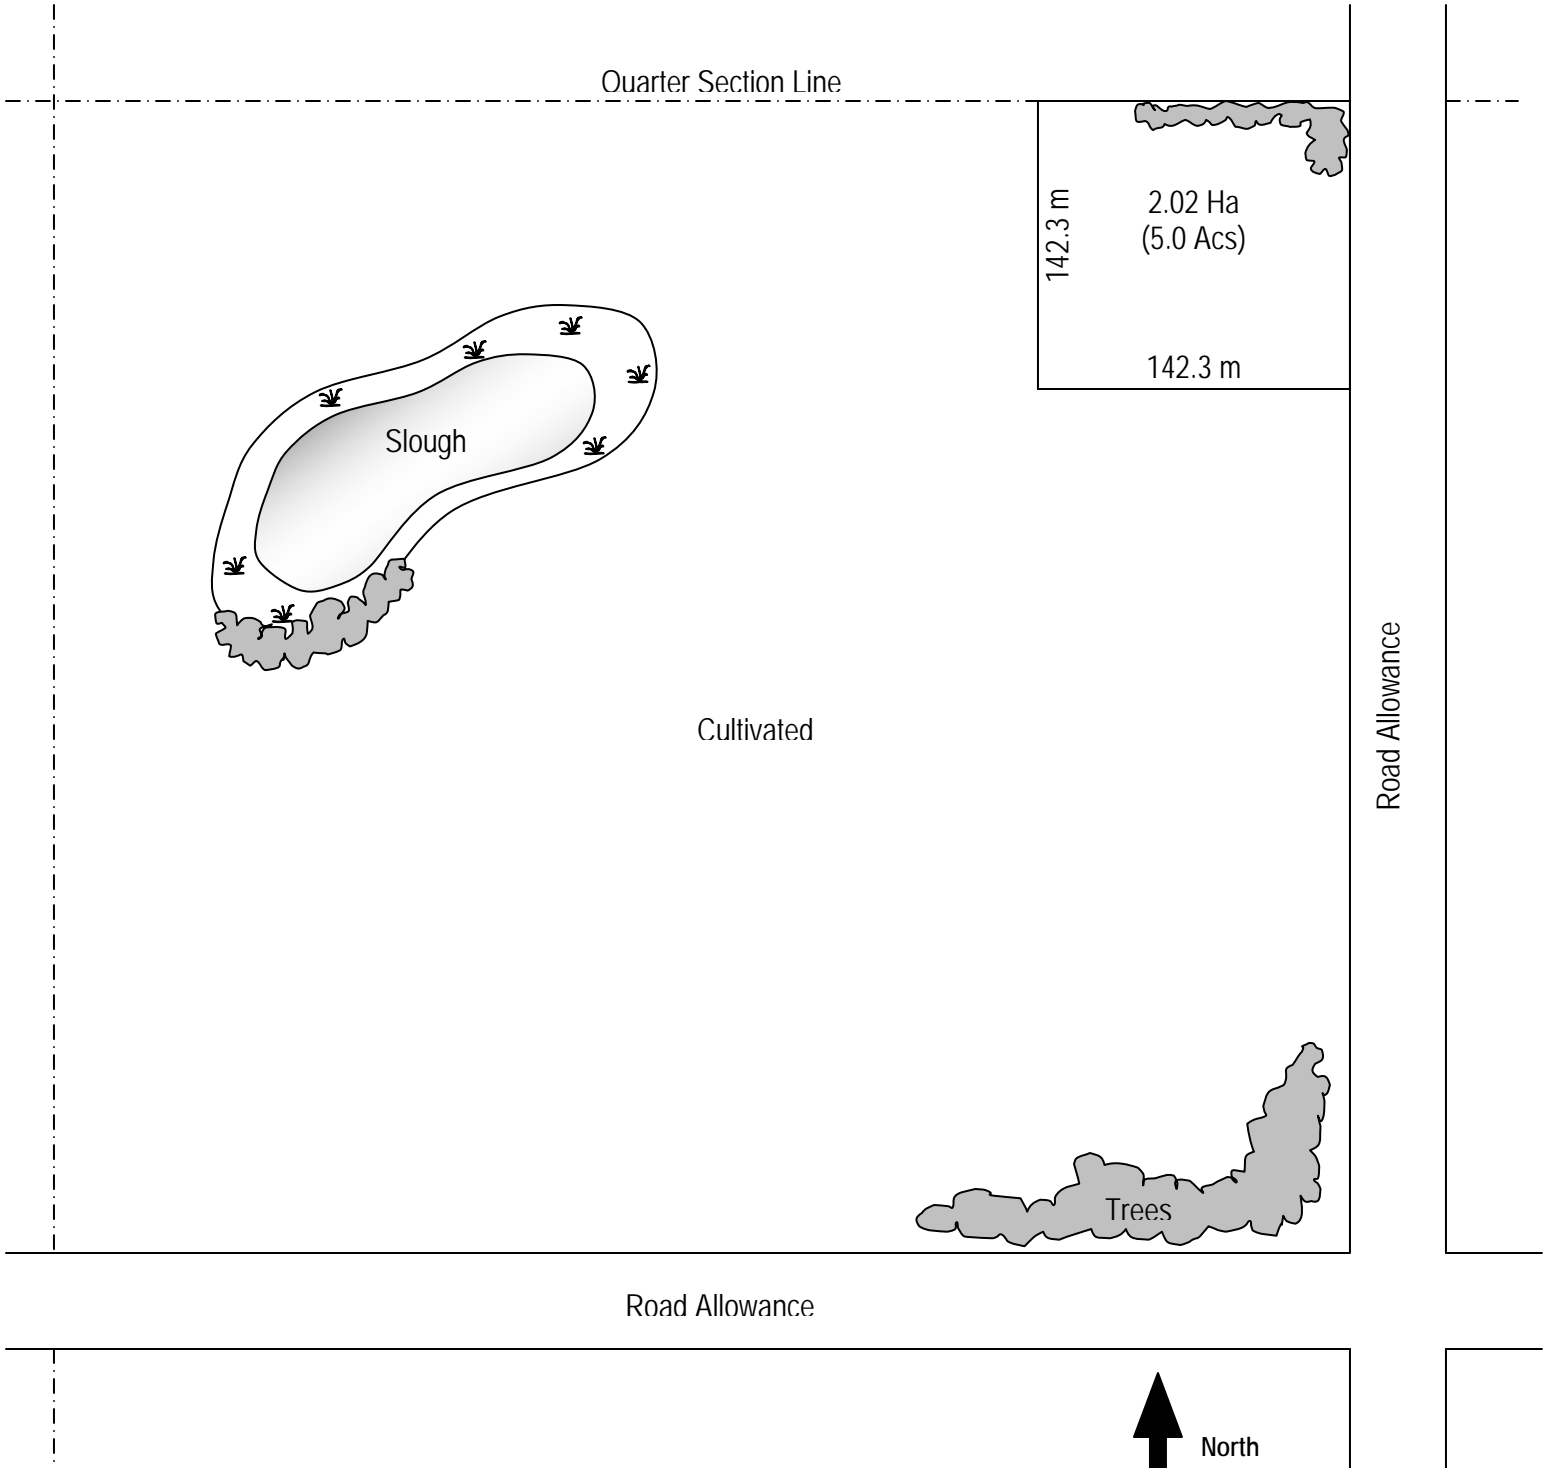 Quarter Section Line
2.02 Ha
(5.0 Acs)
142.3 m
142.3 m
Slough
Cultivated
Road Allowance
Trees
Road Allowance
North